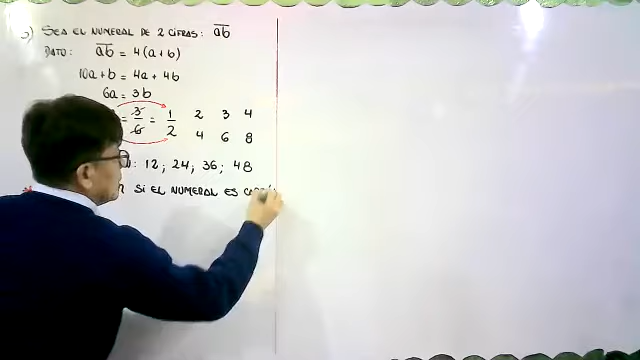 SEA EL NUMERAL DE 2 CIFRAS: ab
DATO: ab = 4(a+b)
10a + b = 4a + 4b
6a = 3b
= 3/6 = 1/2 2/4 3/6 4/8
: 12; 24; 36; 48
SI EL NUMERAL ES